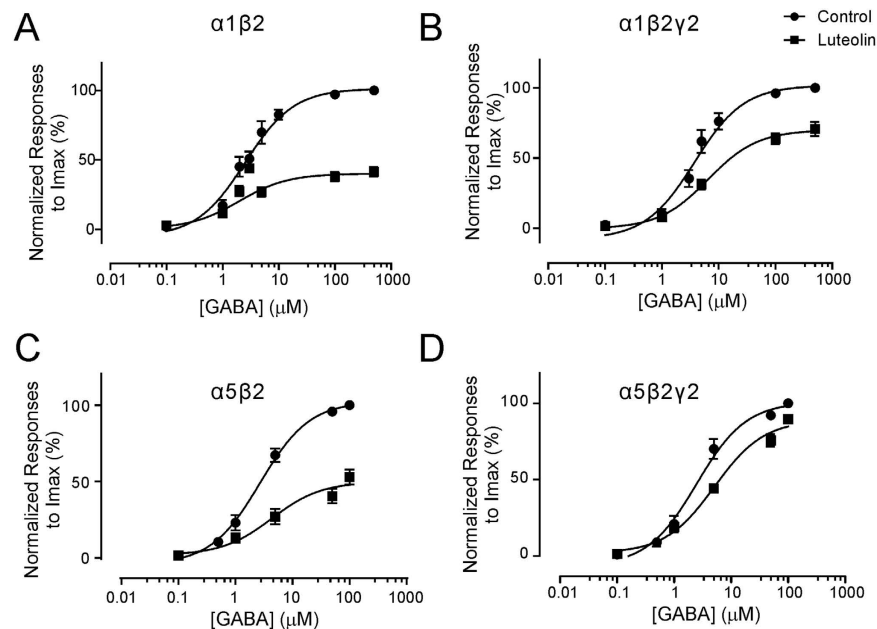 A
α1β2
Normalized Responses
to Imax (%)
100
50
0
0.01
0.1
1
10
100
1000
[GABA] (μM)
B
α1β2γ2
Control
Luteolin
Normalized Responses
to Imax (%)
100
50
0
0.01
0.1
1
10
100
1000
[GABA] (μM)
C
α5β2
Normalized Responses
to Imax (%)
100
50
0
0.01
0.1
1
10
100
1000
[GABA] (μM)
D
α5β2γ2
Normalized Responses
to Imax (%)
100
50
0
0.01
0.1
1
10
100
1000
[GABA] (μM)